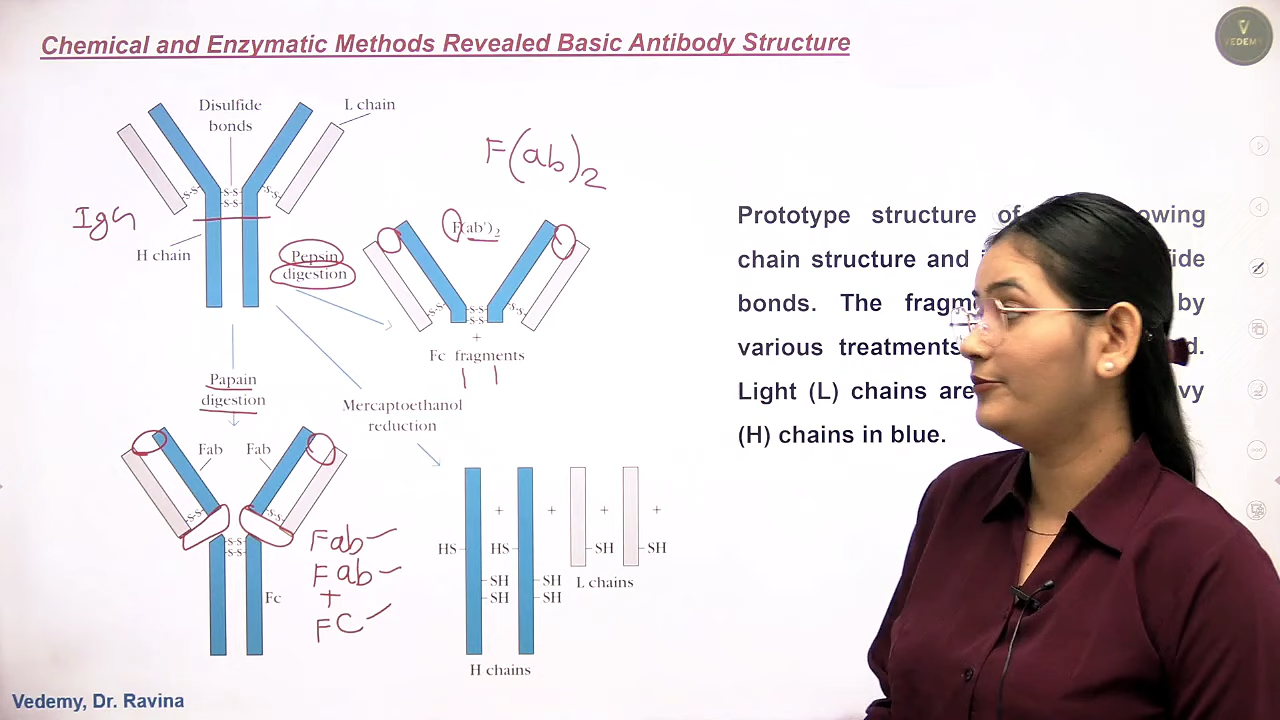 Chemical and Enzymatic Methods Revealed Basic Antibody Structure
VEDEMY
Disulfide
bonds
L chain
F(ab)2
IgG
H chain
Pepsin
digestion
F(ab')2
+
Fc fragments
Papain
digestion
Mercaptoethanol
reduction
Fab
Fab
S-S
S-S
S-S
S-S
S-S
S-S
S-S
S-S
S-S
S-S
S-S
S-S
Fab
Fab
+
FC
Fc
+
+
+
+
HS
HS
SH
SH
SH
SH
SH
SH
L chains
H chains
Prototype structure of
chain structure and
bonds. The by
various treatments
Light (L) chains are
(H) chains in blue.
Vedemy, Dr. Ravina